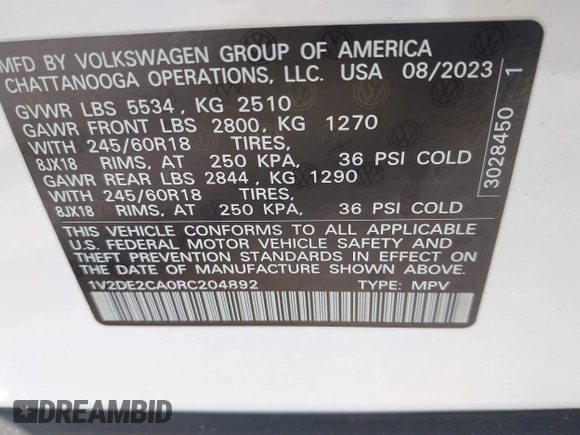 MFD BY VOLKSWAGEN GROUP OF AMERICA
CHATTANOOGA OPERATIONS, LLC. USA 08/2023
GVWR LBS 5534, KG 2510
GAWR FRONT LBS 2800, KG 1270
WITH 245/60R18 TIRES,
8JX18 RIMS, AT 250 KPA, 36 PSI COLD
GAWR REAR LBS 2844, KG 1290
WITH 245/60R18 TIRES,
8JX18 RIMS, AT 250 KPA, 36 PSI COLD
THIS VEHICLE CONFORMS TO ALL APPLICABLE
U.S. FEDERAL MOTOR VEHICLE SAFETY AND
THEFT PREVENTION STANDARDS IN EFFECT ON
THE DATE OF MANUFACTURE SHOWN ABOVE.
1V2DE2CA0RC204892 TYPE: MPV
3028450 1
DREAMBID